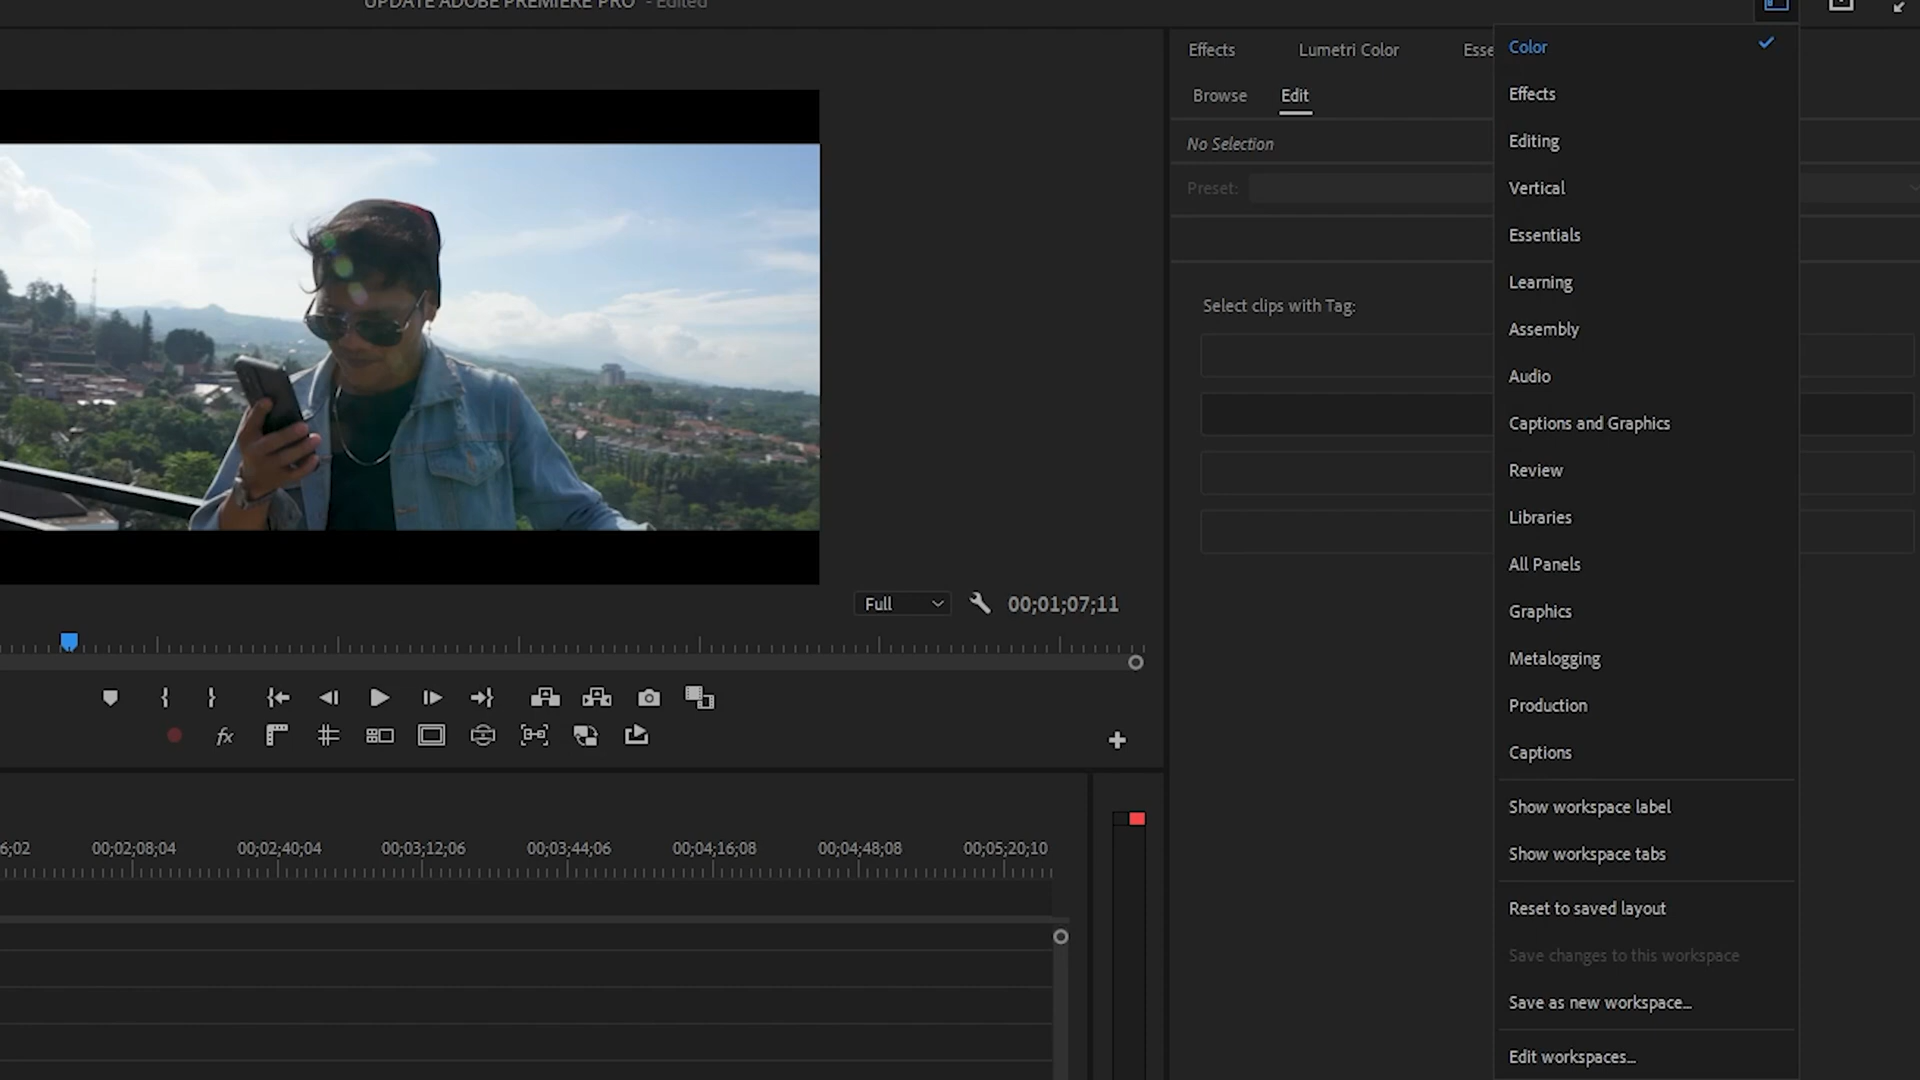 UPDATE ADOBE PREMIERE PRO - Edited
Effects
Lumetri Color
Esse
Browse
Edit
No Selection
Preset:
Select clips with Tag:
Color
Effects
Editing
Vertical
Essentials
Learning
Assembly
Audio
Captions and Graphics
Review
Libraries
All Panels
Graphics
Metalogging
Production
Captions
Show workspace label
Show workspace tabs
Reset to saved layout
Save changes to this workspace
Save as new workspace...
Edit workspaces...
Full
00;01;07;11
fx
6;02
00;02;08;04
00;02;40;04
00;03;12;06
00;03;44;06
00;04;16;08
00;04;48;08
00;05;20;10